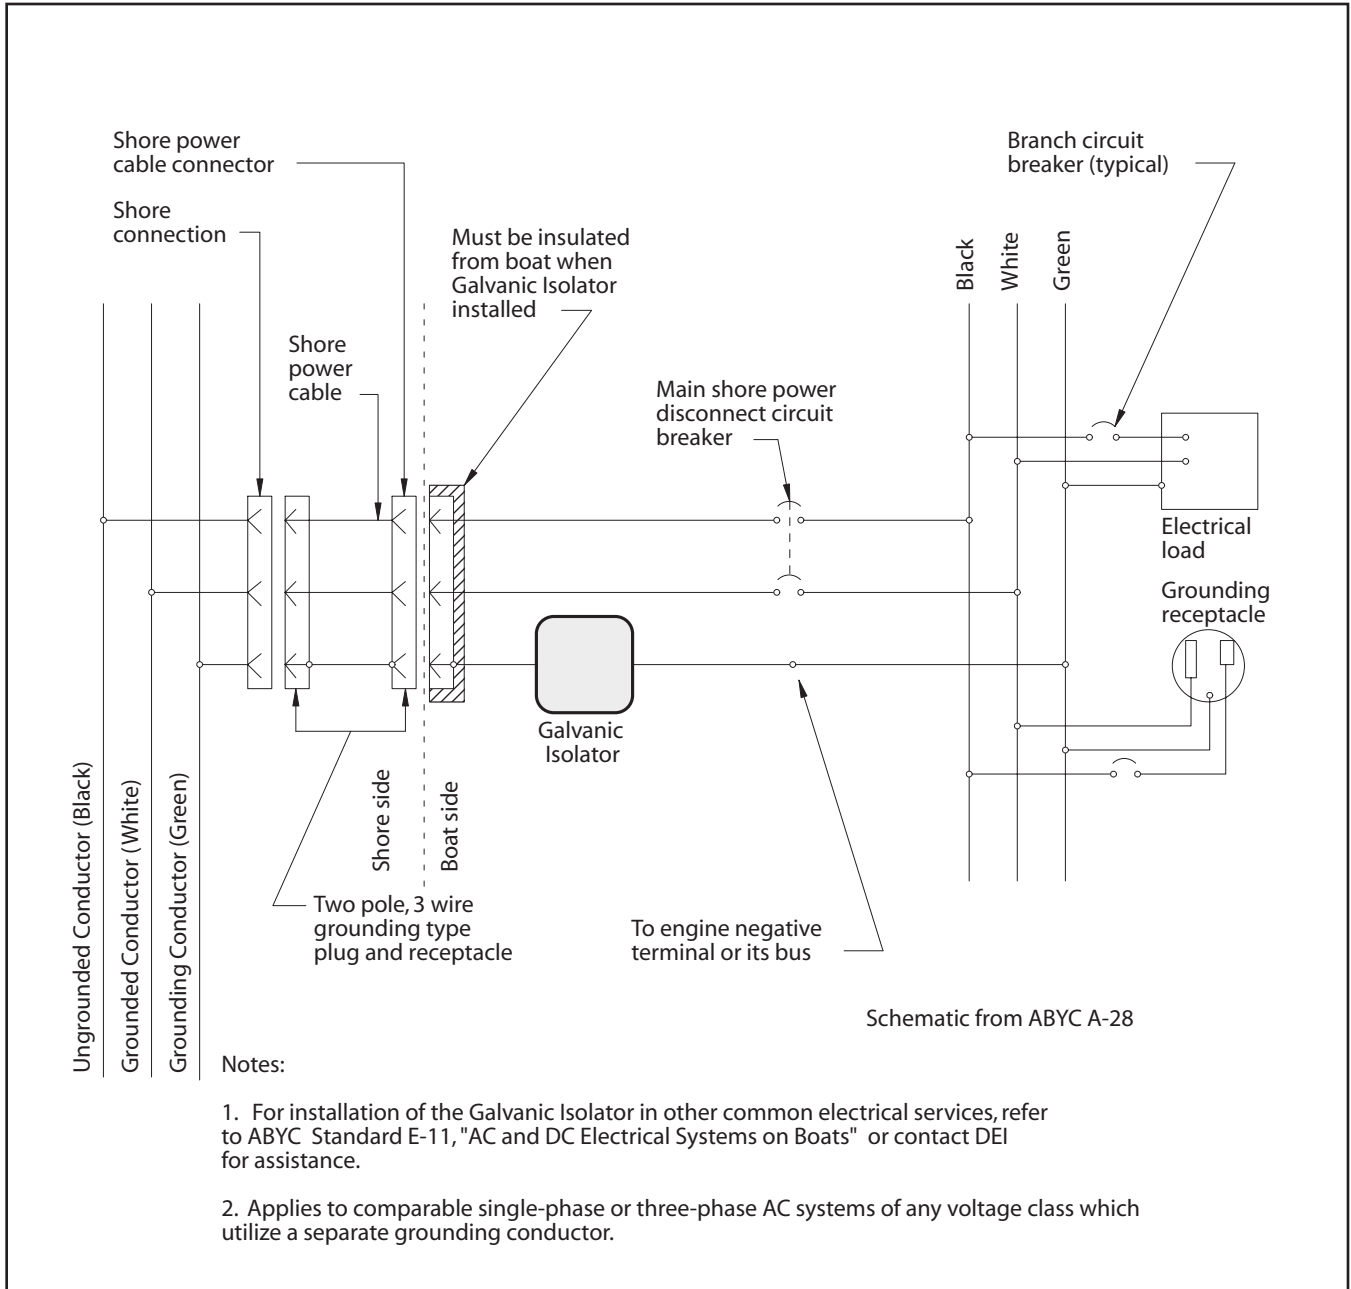 Shore power
cable connector
Shore
connection
Must be insulated
from boat when
Galvanic Isolator
installed
Shore
power
cable
Main shore power
disconnect circuit
breaker
Branch circuit
breaker (typical)
Black
White
Green
Electrical
load
Grounding
receptacle
Galvanic
Isolator
Ungrounded Conductor (Black)
Grounded Conductor (White)
Grounding Conductor (Green)
Shore side
Boat side
Two pole, 3 wire
grounding type
plug and receptacle
To engine negative
terminal or its bus
Schematic from ABYC A-28
Notes:
1. For installation of the Galvanic Isolator in other common electrical services, refer
to ABYC Standard E-11, "AC and DC Electrical Systems on Boats" or contact DEI
for assistance.
2. Applies to comparable single-phase or three-phase AC systems of any voltage class which
utilize a separate grounding conductor.